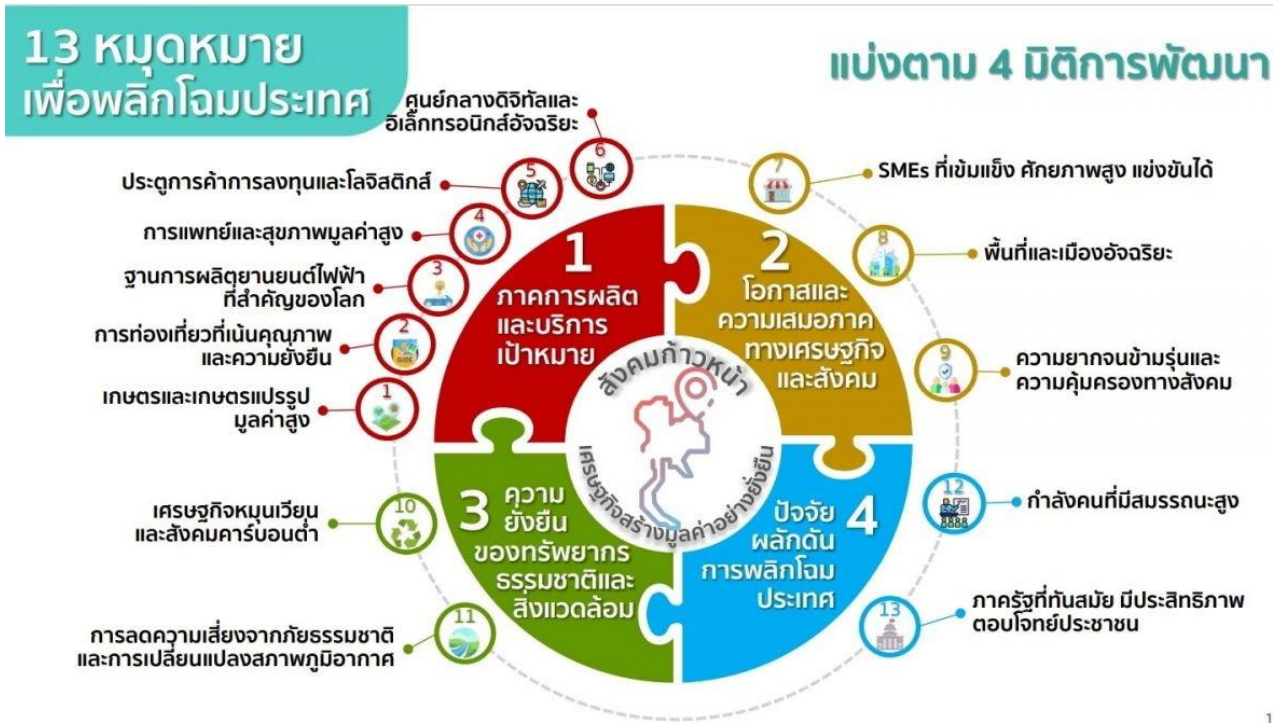 13 หมุดหมาย
เพื่อพลิกโฉมประเทศ
แบ่งตาม 4 มิติการพัฒนา
6
ศูนย์กลางดิจิทัลและ
อิเล็กทรอนิกส์อัจฉริยะ
5
ประตูการค้าการลงทุนและโลจิสติกส์
4
การแพทย์และสุขภาพมูลค่าสูง
3
ฐานการผลิตยานยนต์ไฟฟ้า
ที่สำคัญของโลก
2
GUIDE
การท่องเที่ยวที่เน้นคุณภาพ
และความยั่งยืน
1
เกษตรและเกษตรแปรรูป
มูลค่าสูง
1
ภาคการผลิต
และบริการ
เป้าหมาย
2
โอกาสและ
ความเสมอภาค
ทางเศรษฐกิจ
และสังคม
7
SMEs ที่เข้มแข็ง ศักยภาพสูง แข่งขันได้
8
พื้นที่และเมืองอัจฉริยะ
9
ความยากจนข้ามรุ่นและ
ความคุ้มครองทางสังคม
สังคมก้าวหน้า
เศรษฐกิจสร้างมูลค่าอย่างยั่งยืน
3 ความ
ยั่งยืน
ของทรัพยากร
ธรรมชาติและ
สิ่งแวดล้อม
10
เศรษฐกิจหมุนเวียน
และสังคมคาร์บอนต่ำ
11
การลดความเสี่ยงจากภัยธรรมชาติ
และการเปลี่ยนแปลงสภาพภูมิอากาศ
4
ปัจจัย
ผลักดัน
การพลิกโฉม
ประเทศ
12
กำลังคนที่มีสมรรถนะสูง
13
ภาครัฐที่ทันสมัย มีประสิทธิภาพ
ตอบโจทย์ประชาชน
1